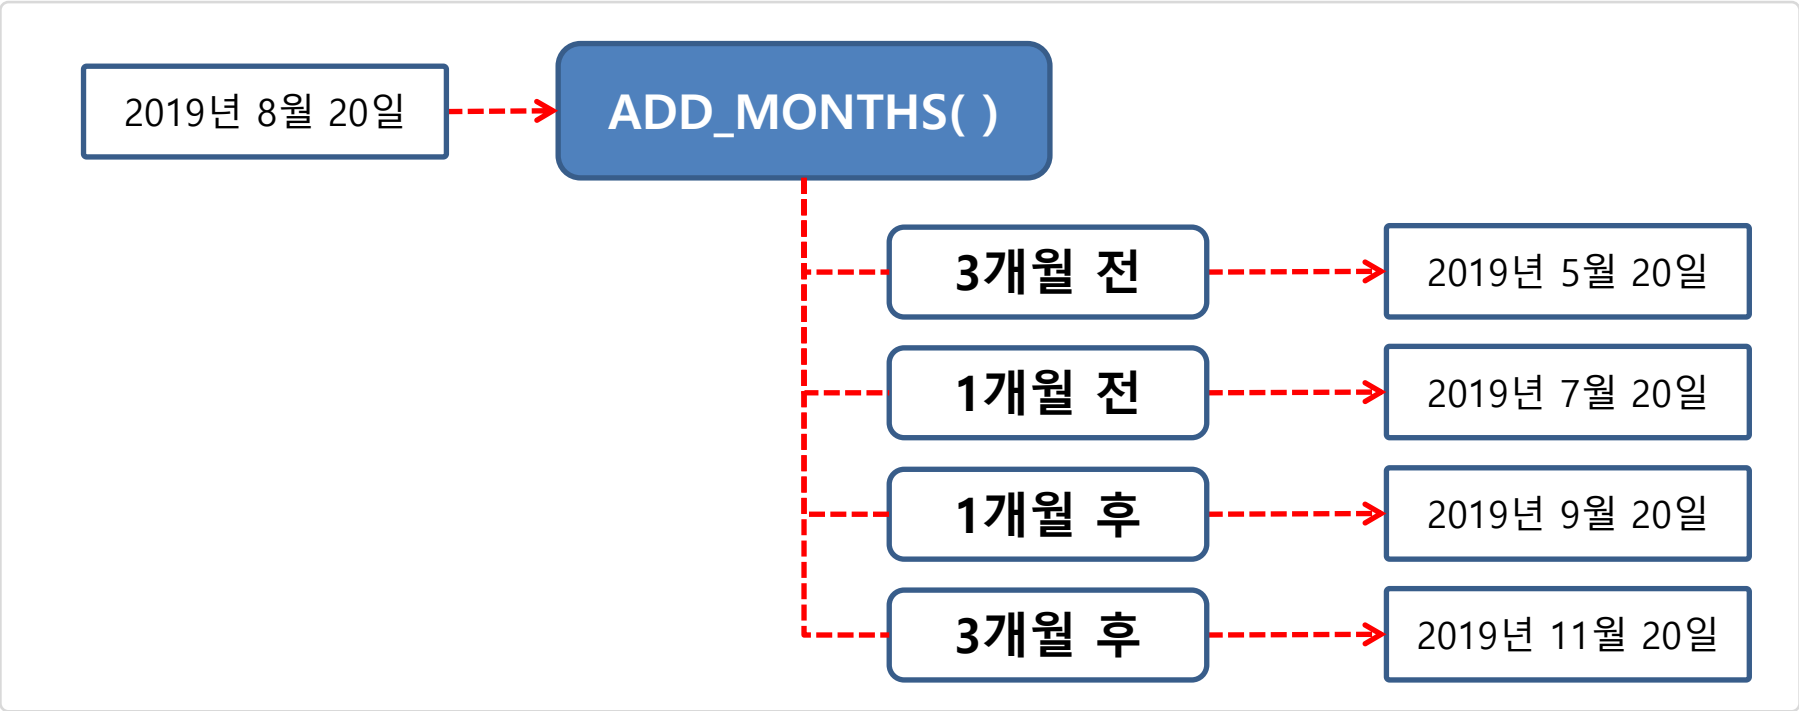 2019년 8월 20일
ADD_MONTHS( )
3개월 전
2019년 5월 20일
1개월 전
2019년 7월 20일
1개월 후
2019년 9월 20일
3개월 후
2019년 11월 20일